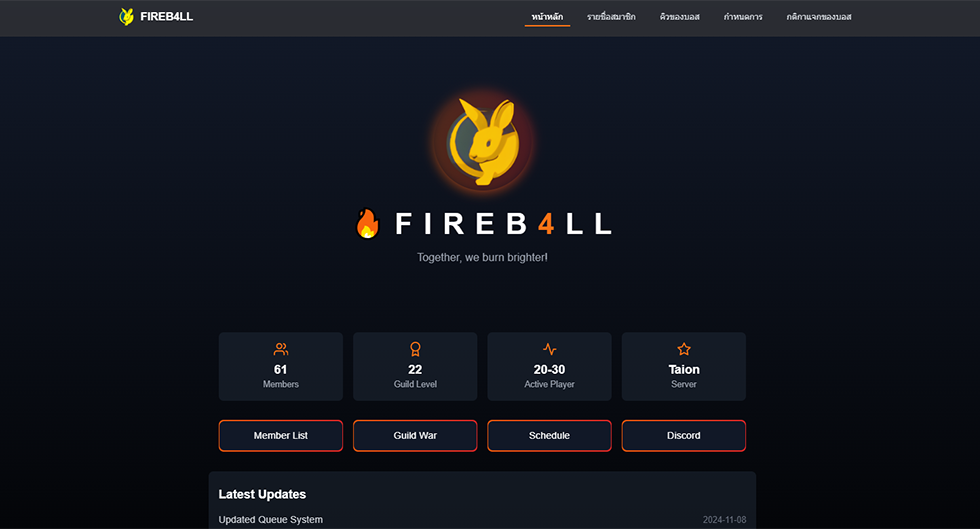 FIREB4LL
หน้าหลัก รายชื่อสมาชิก คิวของบอส กำหนดการ กติกาแจกของบอส
FIREB4LL
Together, we burn brighter!
61
Members
22
Guild Level
20-30
Active Player
Taion
Server
Member List
Guild War
Schedule
Discord
Latest Updates
Updated Queue System 2024-11-08